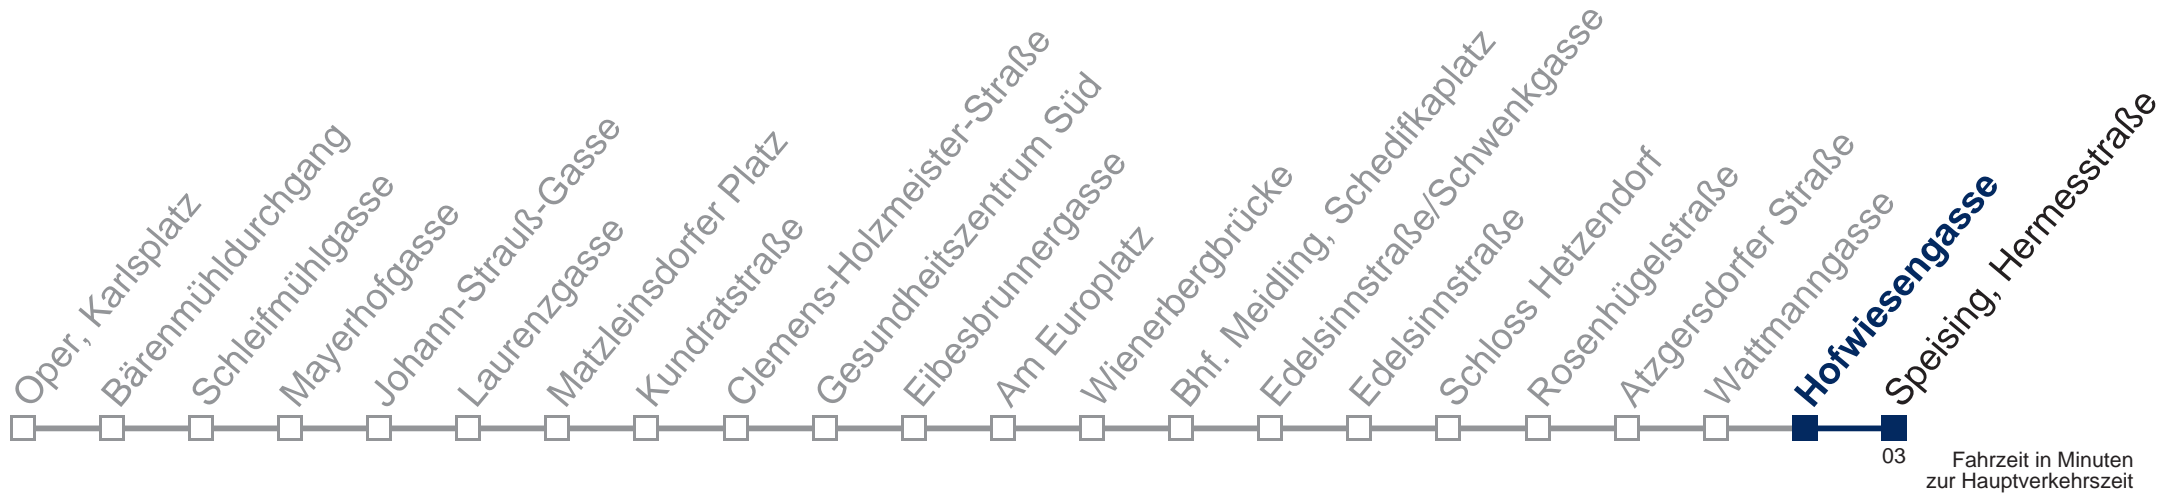 Oper, Karlsplatz
Bärenmühldurchgang
Schleifmühlgasse
Mayerhofgasse
Johann-Strauß-Gasse
Laurenzgasse
Matzleinsdorfer Platz
Kundratstraße
Clemens-Holzmeister-Straße
Gesundheitszentrum Süd
Eibesbrunnergasse
Am Europlatz
Wienerbergbrücke
Bhf. Meidling, Schedifkaplatz
Edelsinnstraße/Schwenkgasse
Edelsinnstraße
Schloss Hetzendorf
Rosenhügelstraße
Atzgersdorfer Straße
Wattmanngasse
Hofwiesengasse
Speising, Hermesstraße
03
Fahrzeit in Minuten
zur Hauptverkehrszeit